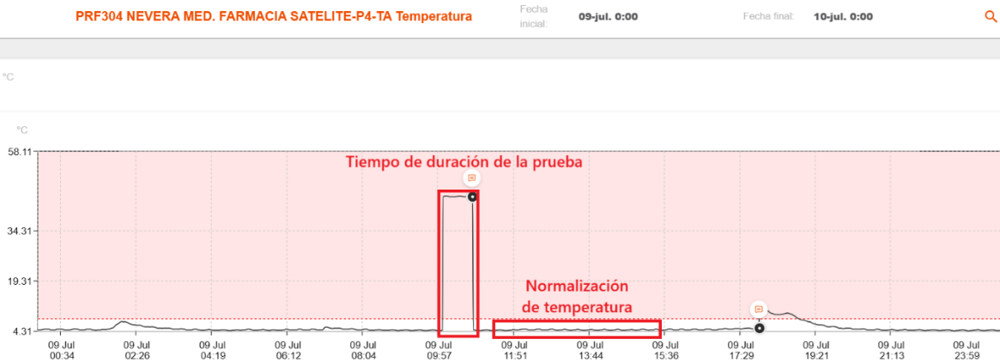 PRF304 NEVERA MED. FARMACIA SATELITE-P4-TA Temperatura
Fecha
inicial:
09-jul. 0:00
Fecha final:
10-jul. 0:00
°C
°C
58.11
Tiempo de duración de la prueba
34.31
19.31
Normalización
de temperatura
4.31
09 Jul
00:34
09 Jul
02:26
09 Jul
04:19
09 Jul
06:12
09 Jul
08:04
09 Jul
09:57
09 Jul
11:51
09 Jul
13:44
09 Jul
15:36
09 Jul
17:29
09 Jul
19:21
09 Jul
21:13
09 Jul
23:59